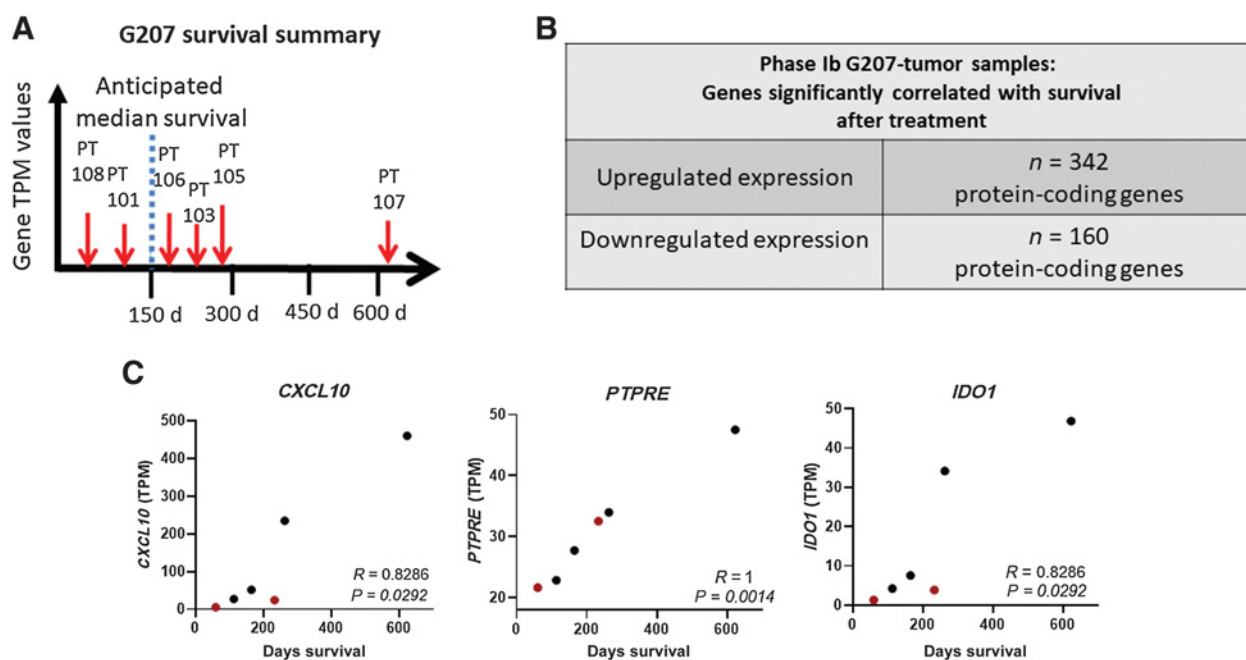 A
G207 survival summary
Gene TPM values
Anticipated
median survival
PT
108
PT
101
PT
106
PT
103
PT
105
PT
107
150 d
300 d
450 d
600 d
B
Phase Ib G207-tumor samples:
Genes significantly correlated with survival
after treatment
Upregulated expression
n = 342
protein-coding genes
Downregulated expression
n = 160
protein-coding genes
C
CXCL10
CXCL10 (TPM)
500
400
300
200
100
0
R = 0.8286
P = 0.0292
0
200
400
600
Days survival
PTPRE
PTPRE (TPM)
50
40
30
20
R = 1
P = 0.0014
0
200
400
600
Days survival
IDO1
IDO1 (TPM)
50
40
30
20
10
0
R = 0.8286
P = 0.0292
0
200
400
600
Days survival